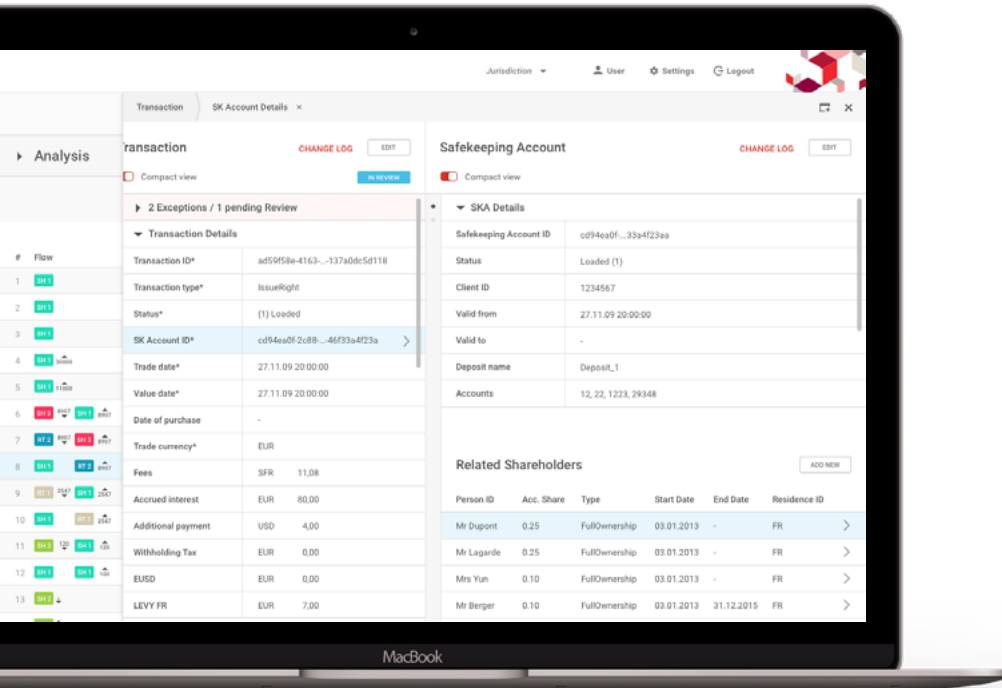 Jurisdiction User Settings Logout
Transaction SK Account Details ×
Analysis
ransaction CHANGE LOG EDIT
Compact view IN REVIEW
2 Exceptions / 1 pending Review
Transaction Details
Transaction ID* ad59f58e-4163-...-137a0dc5d118
Transaction type* IssueRight
Status* (1) Loaded
SK Account ID* cd94ea0f-2c88-...-46f33a4f23a
Trade date* 27.11.09 20:00:00
Value date* 27.11.09 20:00:00
Date of purchase -
Trade currency* EUR
Fees SFR 11,08
Accrued interest EUR 80,00
Additional payment USD 4,00
Withholding Tax EUR 0,00
EUSD EUR 0,00
LEVY FR EUR 7,00
Safekeeping Account CHANGE LOG EDIT
Compact view
SKA Details
Safekeeping Account ID cd94ea0f-...33a4f23aa
Status Loaded (1)
Client ID 1234567
Valid from 27.11.09 20:00:00
Valid to -
Deposit name Deposit_1
Accounts 12, 22, 1223, 29348
Related Shareholders ADD NEW
Person ID Acc. Share Type Start Date End Date Residence ID
Mr Dupont 0.25 FullOwnership 03.01.2013 - FR
Mr Lagarde 0.25 FullOwnership 03.01.2013 - FR
Mrs Yun 0.10 FullOwnership 03.01.2013 - FR
Mr Berger 0.10 FullOwnership 03.01.2013 31.12.2015 FR
# Flow
1 SH 1
2 SH 1
3 SH 1
4 SH 1
5 SH 1 11000
6 SH 3 8907 SH 1 8907
7 RT 2 8907 SH 3 8907
8 SH 1 RT 2 8907
9 RT 1 2547 SH 1 2547
10 SH 1 RT 1 2547
11 SH 2 120 SH 1 120
12 SH 1 SH 1 100
13 SH 2
MacBook